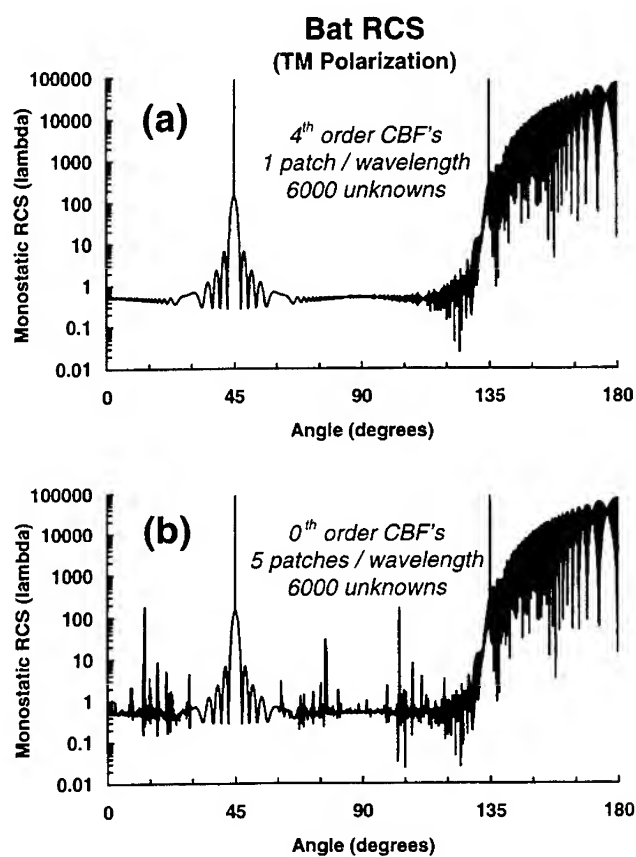 Bat RCS
(TM Polarization)
(a)
4th order CBF's
1 patch / wavelength
6000 unknowns
Monostatic RCS (lambda)
100000
10000
1000
100
10
1
0.1
0.01
0
45
90
135
180
Angle (degrees)
(b)
0th order CBF's
5 patches / wavelength
6000 unknowns
Monostatic RCS (lambda)
100000
10000
1000
100
10
1
0.1
0.01
0
45
90
135
180
Angle (degrees)